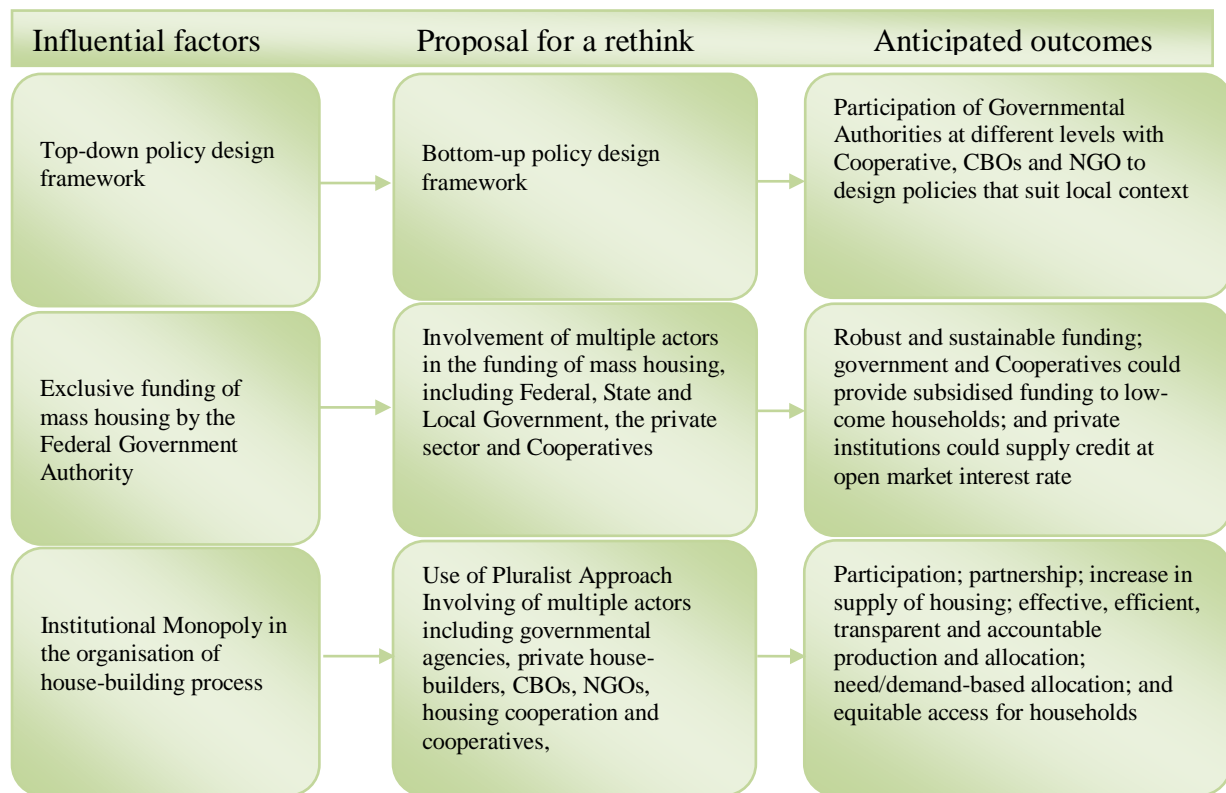 Influential factors
Proposal for a rethink
Anticipated outcomes
Top-down policy design
framework
Bottom-up policy design
framework
Participation of Governmental
Authorities at different levels with
Cooperative, CBOs and NGO to
design policies that suit local context
Exclusive funding of
mass housing by the
Federal Government
Authority
Involvement of multiple actors
in the funding of mass housing,
including Federal, State and
Local Government, the private
sector and Cooperatives
Robust and sustainable funding;
government and Cooperatives could
provide subsidised funding to low-
come households; and private
institutions could supply credit at
open market interest rate
Institutional Monopoly in
the organisation of
house-building process
Use of Pluralist Approach
Involving of multiple actors
including governmental
agencies, private house-
builders, CBOs, NGOs,
housing cooperation and
cooperatives,
Participation; partnership; increase in
supply of housing; effective, efficient,
transparent and accountable
production and allocation;
need/demand-based allocation; and
equitable access for households